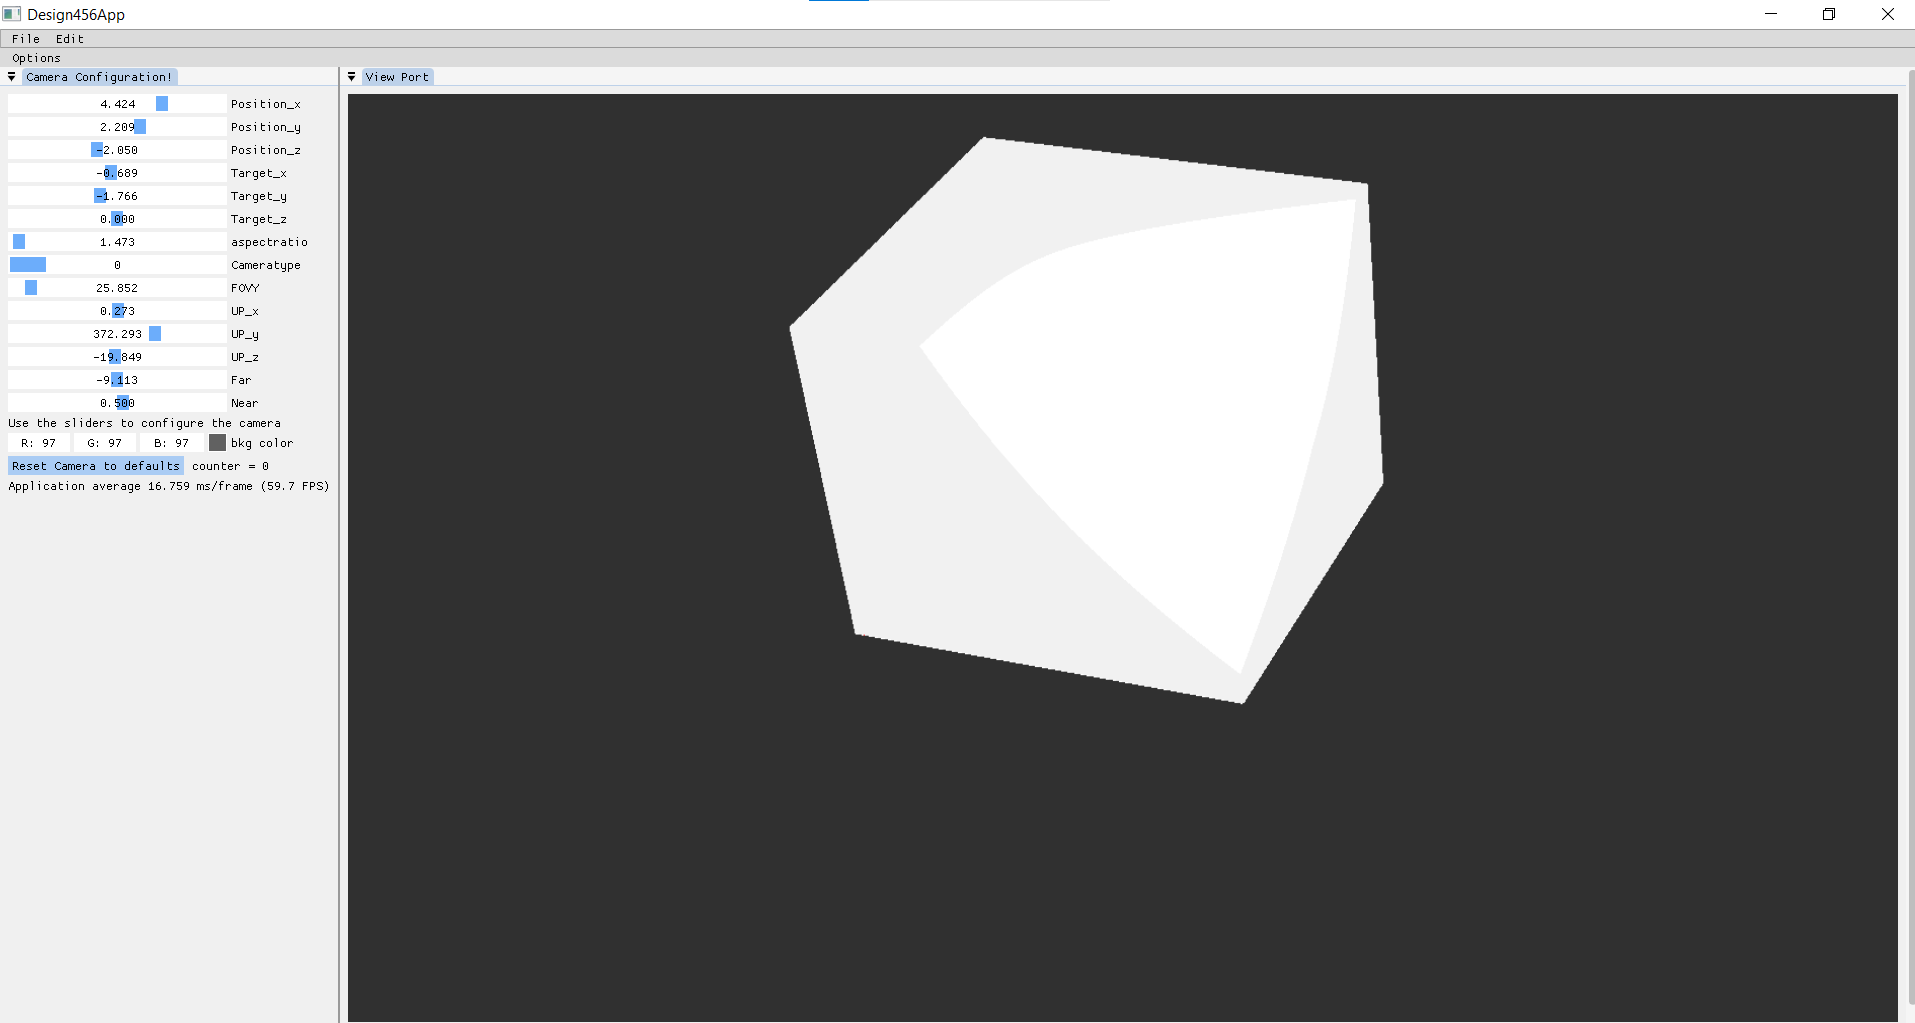 Design456App
File Edit
Options
Camera Configuration!
4.424 Position_x
2.209 Position_y
-2.050 Position_z
-0.689 Target_x
-1.766 Target_y
0.000 Target_z
1.473 aspectratio
0 Cameratype
25.852 FOVY
0.273 UP_x
372.293 UP_y
-19.849 UP_z
-9.113 Far
0.500 Near
Use the sliders to configure the camera
R: 97 G: 97 B: 97 bkg color
Reset Camera to defaults counter = 0
Application average 16.759 ms/frame (59.7 FPS)
View Port